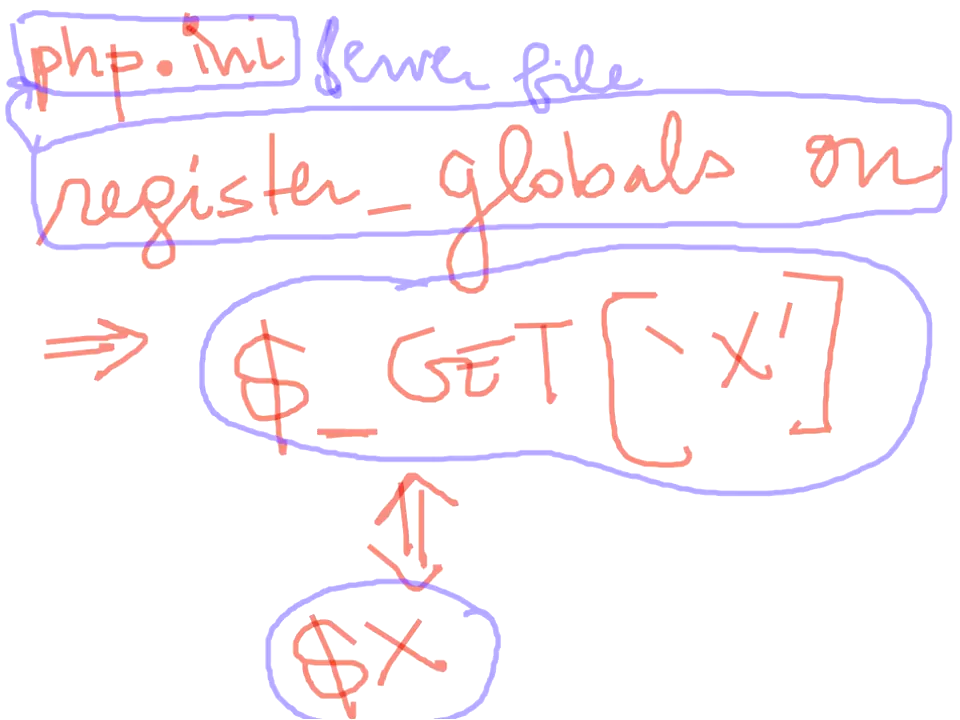 php.ini server file
register_globals on
⇒ $_GET['X']
⇕
$X